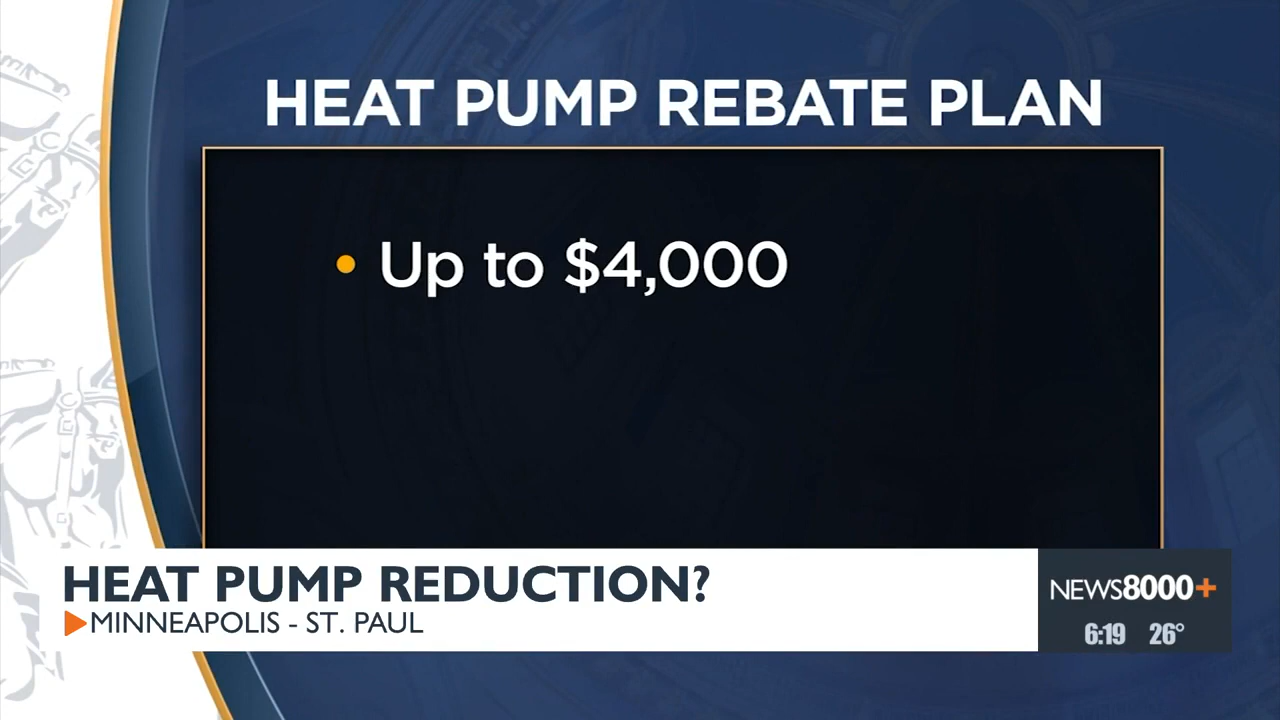 HEAT PUMP REBATE PLAN
• Up to $4,000
HEAT PUMP REDUCTION?
MINNEAPOLIS - ST. PAUL
NEWS8000+
6:19 26°